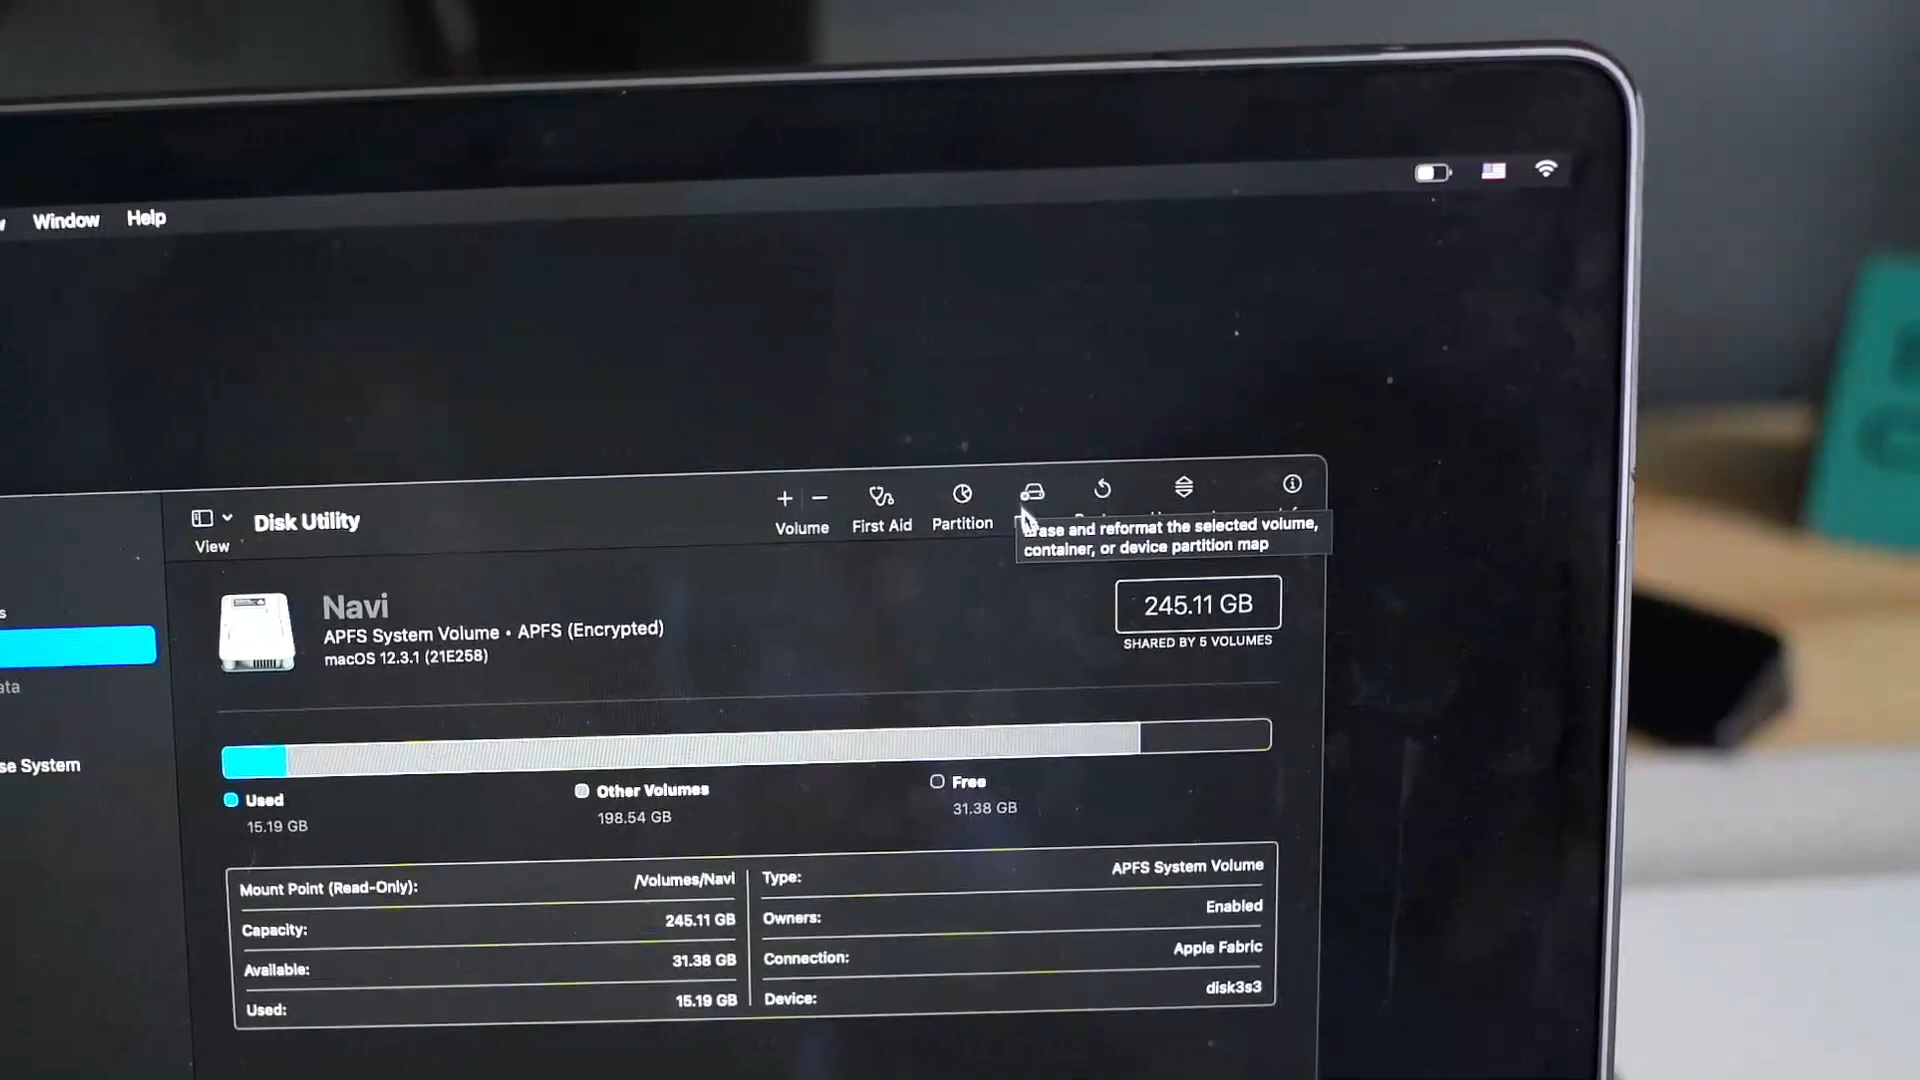 Window Help
Disk Utility
View
Volume
First Aid
Partition
Erase and reformat the selected volume,
container, or device partition map
Navi
APFS System Volume • APFS (Encrypted)
macOS 12.3.1 (21E258)
245.11 GB
SHARED BY 5 VOLUMES
ata
se System
Used
15.19 GB
Other Volumes
198.54 GB
Free
31.38 GB
Mount Point (Read-Only): /Volumes/Navi
Capacity: 245.11 GB
Available: 31.38 GB
Used: 15.19 GB
Type: APFS System Volume
Owners: Enabled
Connection: Apple Fabric
Device: disk3s3